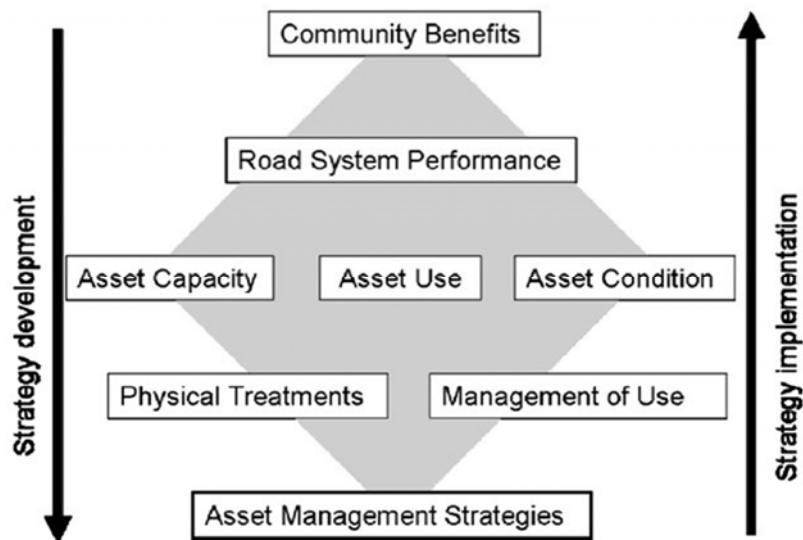 Community Benefits
Road System Performance
Asset Capacity
Asset Use
Asset Condition
Physical Treatments
Management of Use
Asset Management Strategies
Strategy development
Strategy implementation